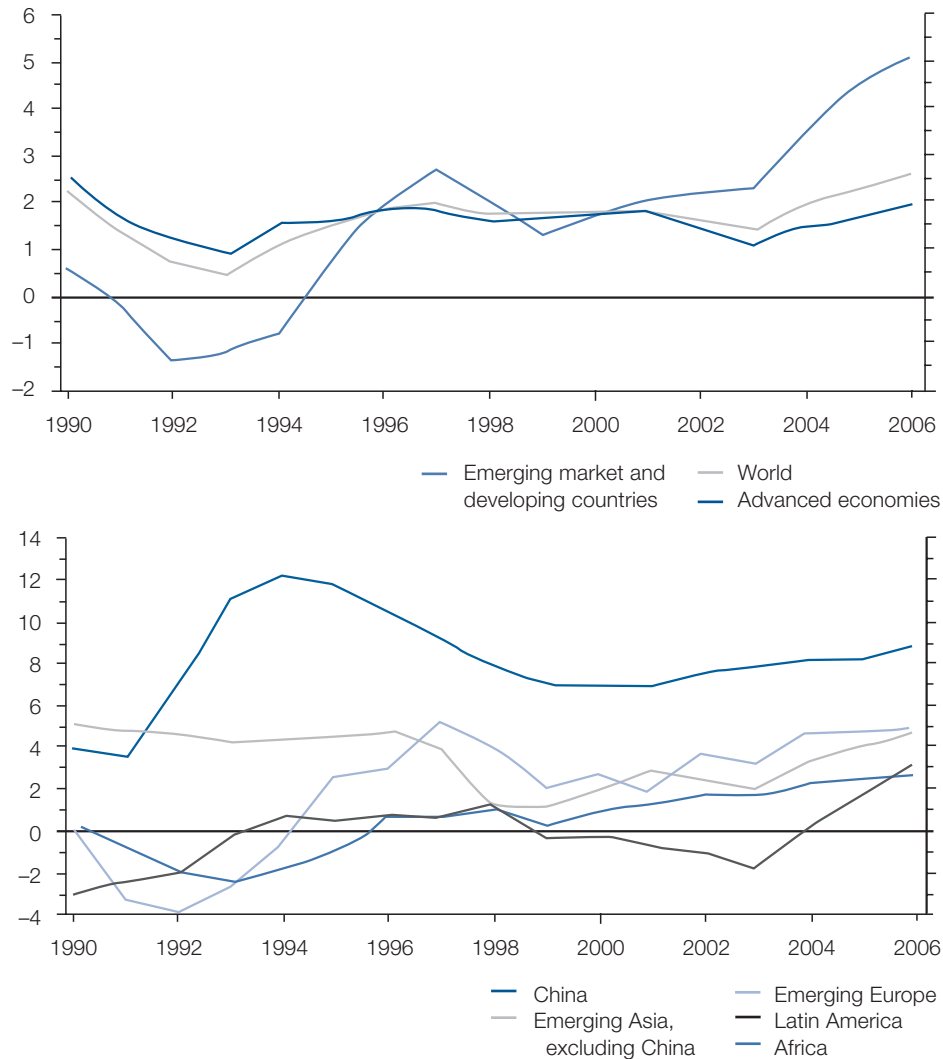 6
5
4
3
2
1
0
–1
–2
1990 1992 1994 1996 1998 2000 2002 2004 2006
Emerging market and developing countries
World
Advanced economies
14
12
10
8
6
4
2
0
–2
–4
1990 1992 1994 1996 1998 2000 2002 2004 2006
China
Emerging Asia,
excluding China
Emerging Europe
Latin America
Africa